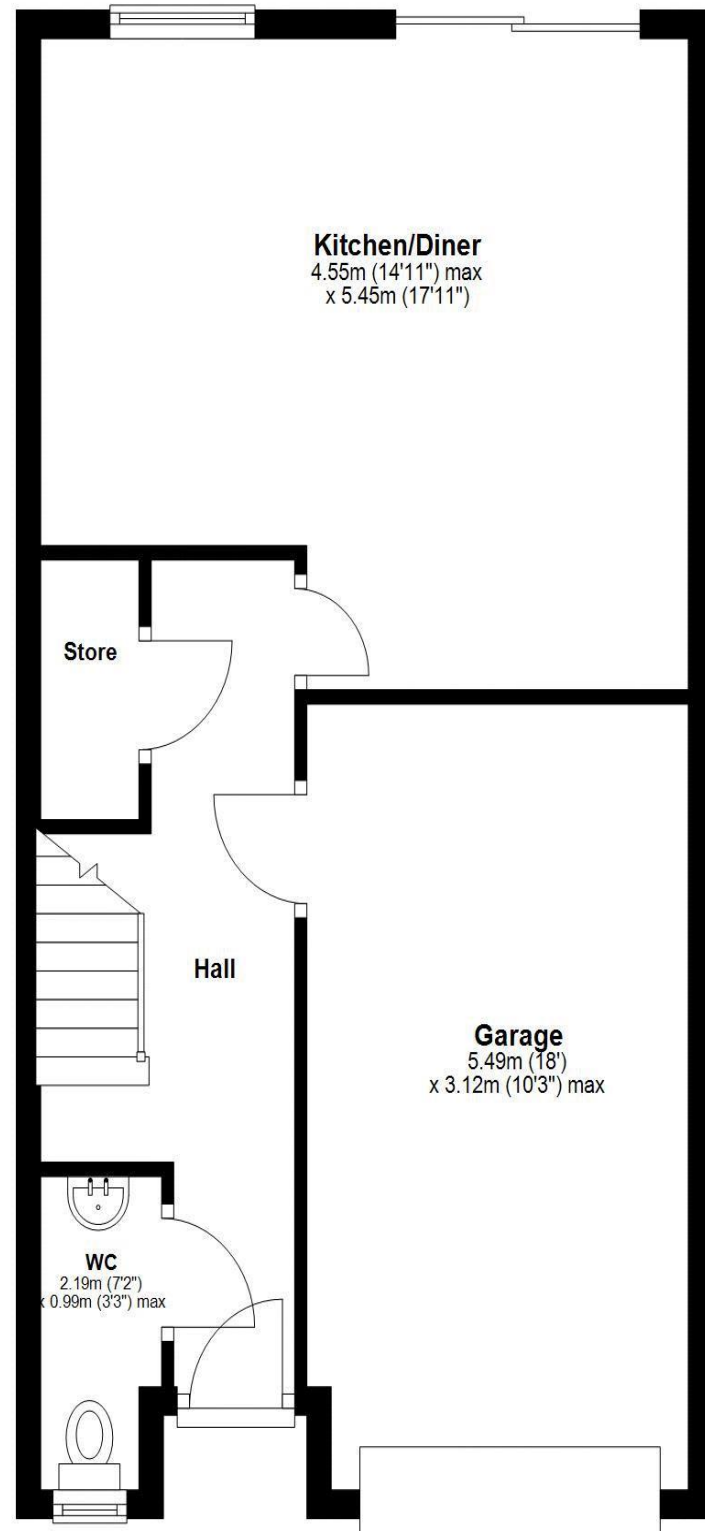 Kitchen/Diner
4.55m (14'11") max
x 5.45m (17'11")
Store
Hall
Garage
5.49m (18')
x 3.12m (10'3") max
WC
2.19m (7'2")
x 0.99m (3'3") max